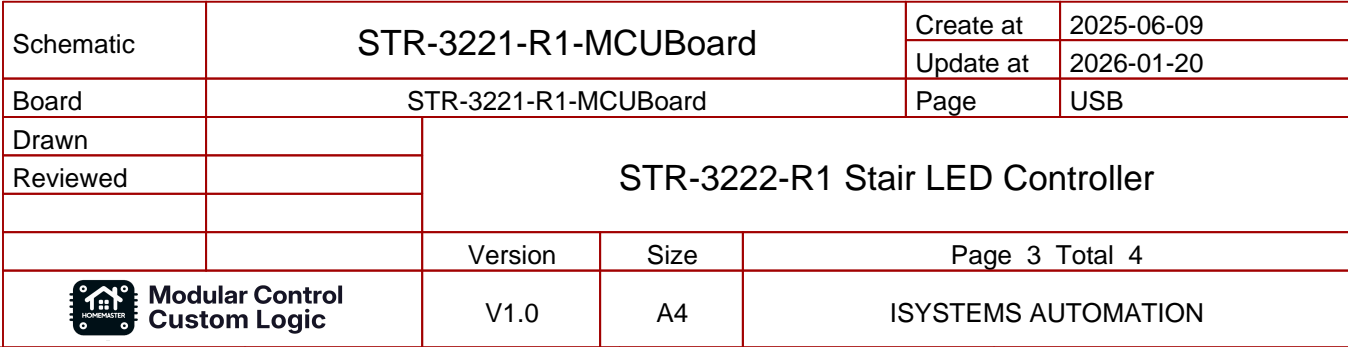 Schematic
STR-3221-R1-MCUBoard
Create at 2025-06-09
Update at 2026-01-20
Board STR-3221-R1-MCUBoard Page USB
Drawn
Reviewed
STR-3222-R1 Stair LED Controller
Version Size Page 3 Total 4
HOMEMASTER
Modular Control
Custom Logic
V1.0 A4 ISYSTEMS AUTOMATION